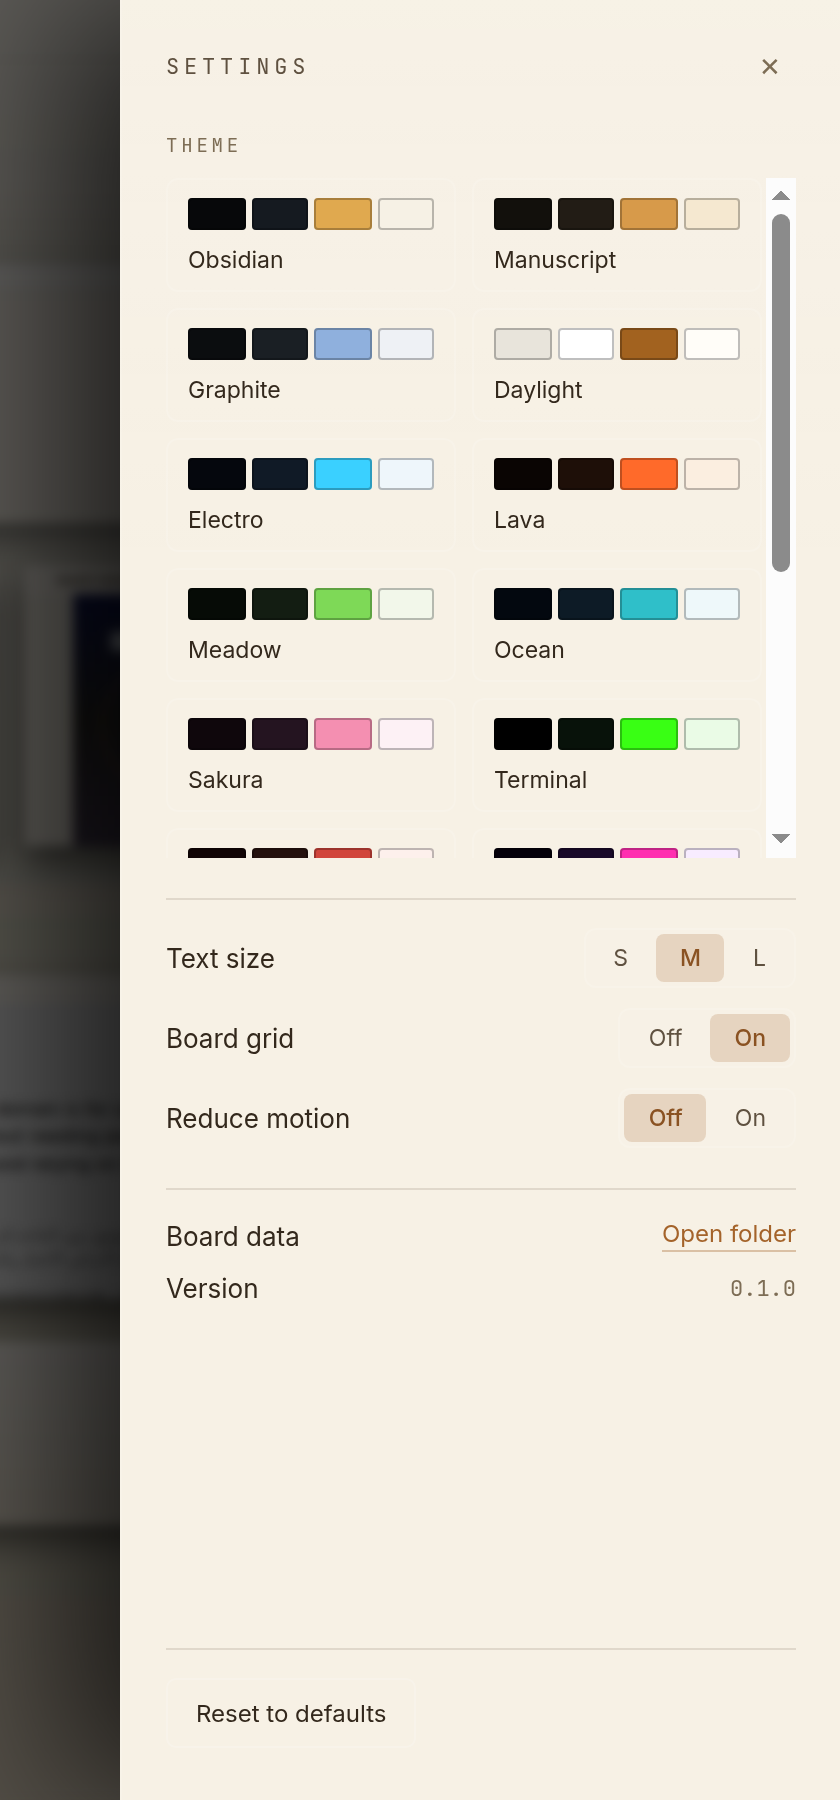 SETTINGS ✕
THEME
Obsidian Manuscript
Graphite Daylight
Electro Lava
Meadow Ocean
Sakura Terminal
Text size S M L
Board grid Off On
Reduce motion Off On
Board data Open folder
Version 0.1.0
Reset to defaults